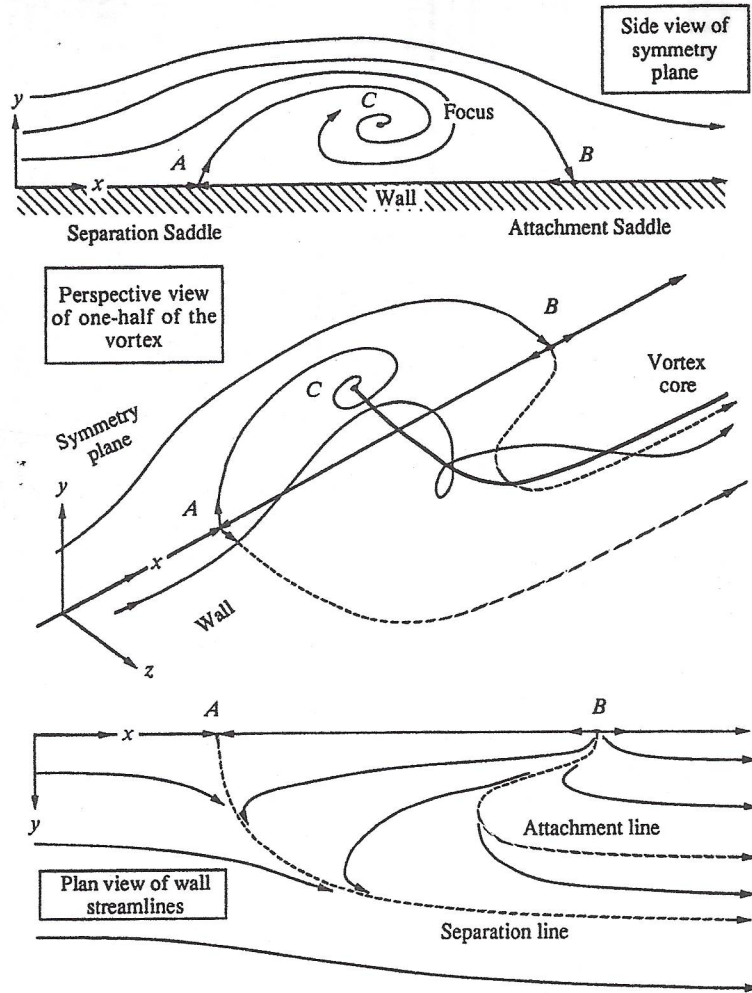 Side view of
symmetry
plane
y
C
Focus
A
B
x
Wall
Separation Saddle
Attachment Saddle
Perspective view
of one-half of the
vortex
B
Vortex
core
C
Symmetry
plane
y
A
x
Wall
z
A
B
x
y
Attachment line
Plan view of wall
streamlines
Separation line